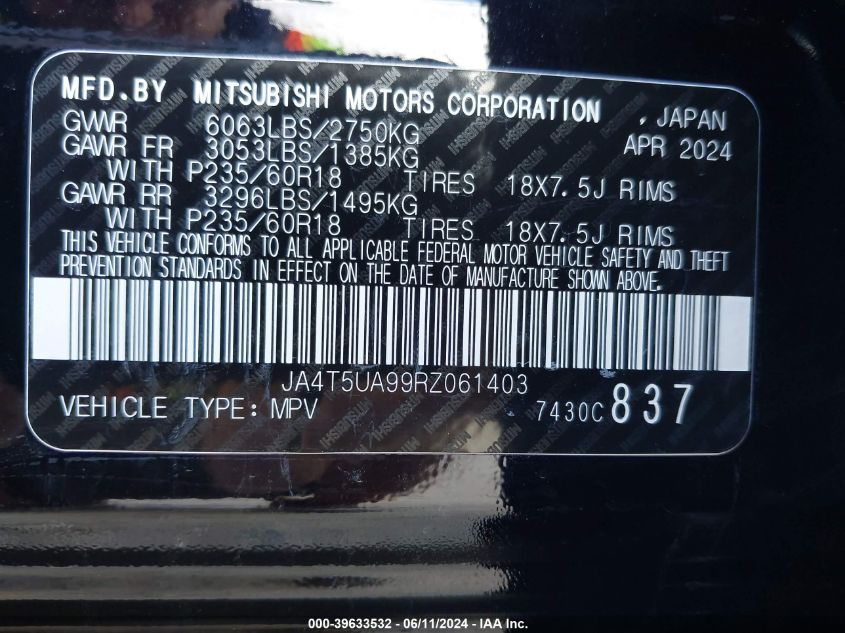 MFD.BY MITSUBISHI MOTORS CORPORATION , JAPAN
GWVR 6063LBS/2750KG APR 2024
GAWR FR 3053LBS/1385KG
WITH P235/60R18 TIRES 18X7.5J RIMS
GAWR RR 3296LBS/1495KG
WITH P235/60R18 TIRES 18X7.5J RIMS
THIS VEHICLE CONFORMS TO ALL APPLICABLE FEDERAL MOTOR VEHICLE SAFETY AND THEFT
PREVENTION STANDARDS IN EFFECT ON THE DATE OF MANUFACTURE SHOWN ABOVE.
JA4T5UA99RZ061403
VEHICLE TYPE: MPV 7430C 837
000-39633532 - 06/11/2024 - © IAA, Inc.